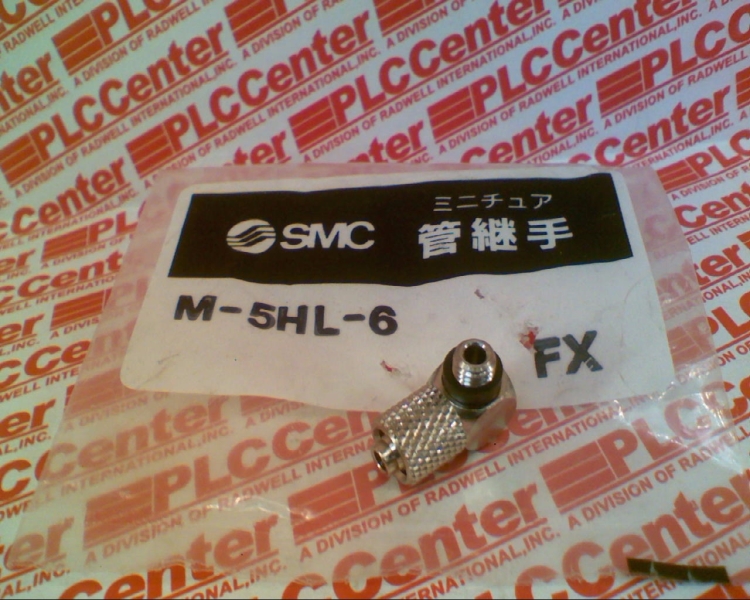 SMC
ミニチュア
管継手
M-5HL-6
FX
PLCCenter
A DIVISION OF RADWELL INTERNATIONAL,INC.